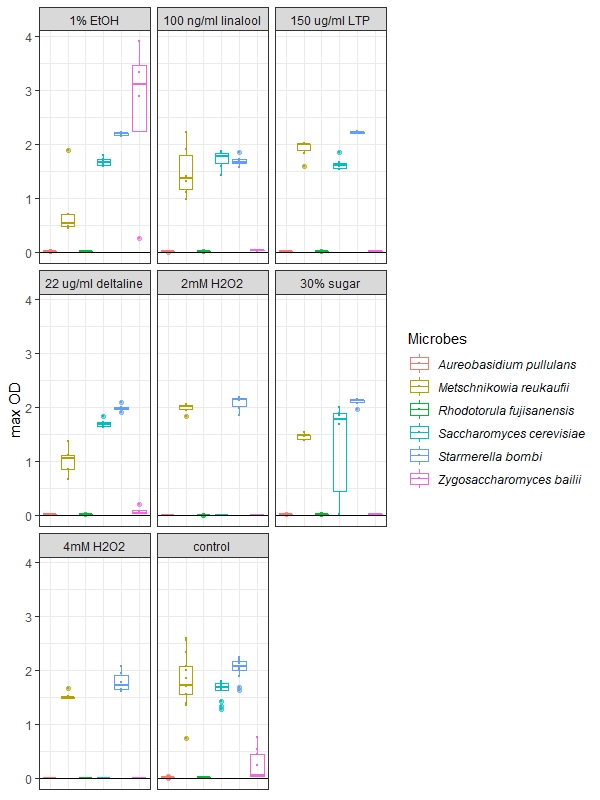 1% EtOH
100 ng/ml linalool
150 ug/ml LTP
4
3
2
1
0
22 ug/ml deltaline
2mM H2O2
30% sugar
4
3
2
1
0
max OD
Microbes
Aureobasidium pullulans
Metschnikowia reukaufii
Rhodotorula fujisanensis
Saccharomyces cerevisiae
Starmerella bombi
Zygosaccharomyces bailii
4mM H2O2
control
4
3
2
1
0